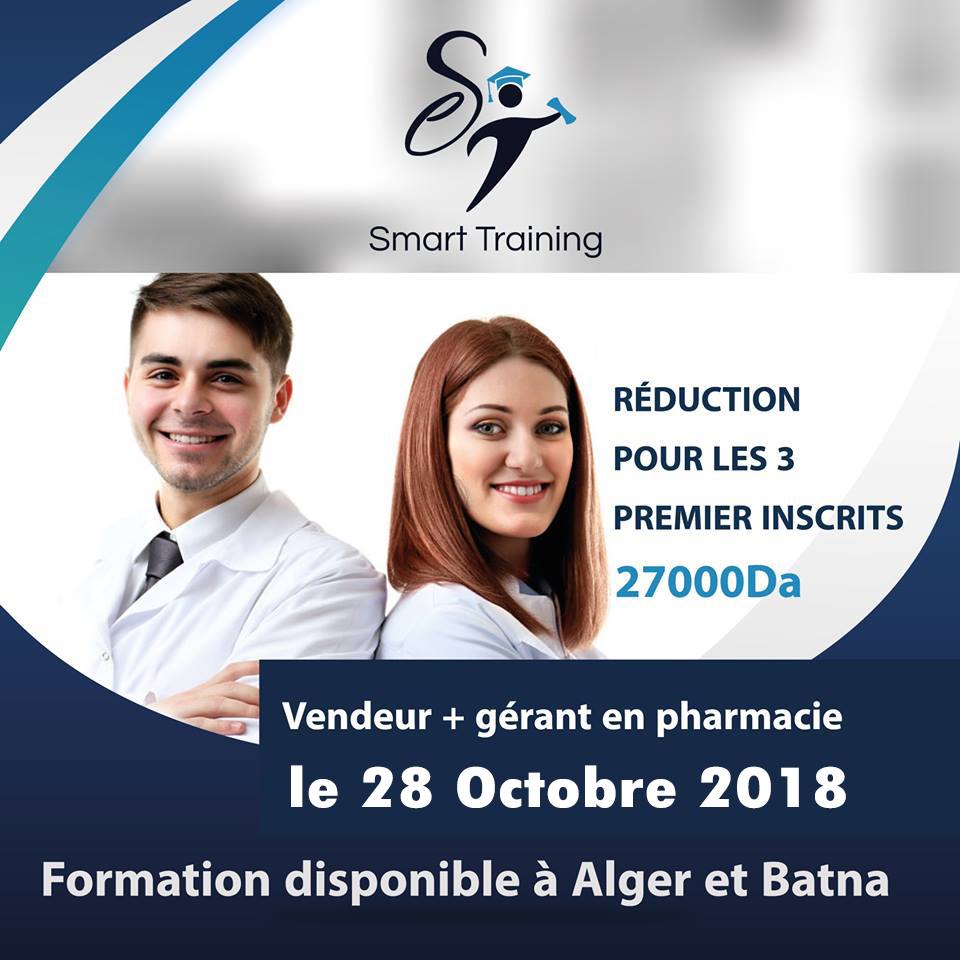 ST
Smart Training
RÉDUCTION
POUR LES 3
PREMIER INSCRITS
27000Da
Vendeur + gérant en pharmacie
le 28 Octobre 2018
Formation disponible à Alger et Batna